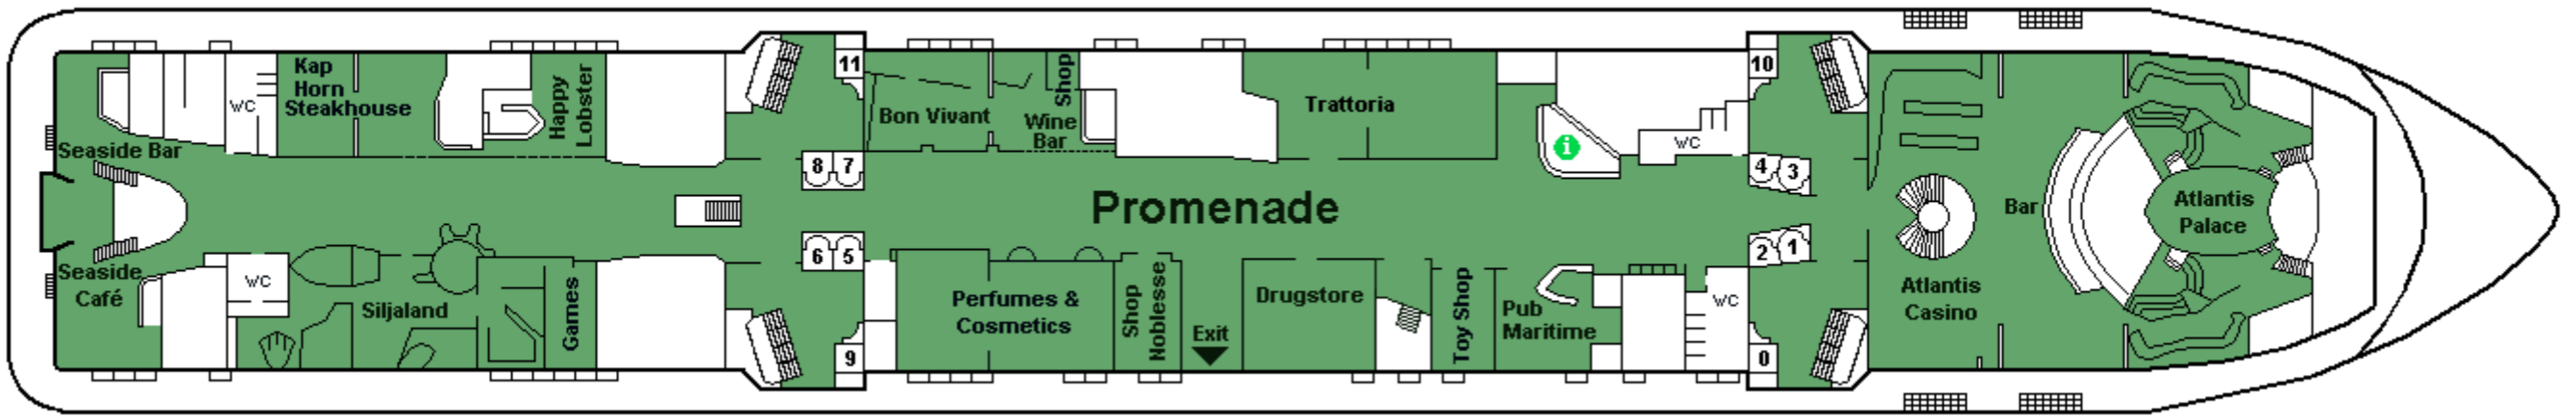 Kap
Horn
Steakhouse
WC
Happy
Lobster
Seaside Bar
11
Bon Vivant
Shop
Wine
Bar
Trattoria
i
WC
10
8
7
4
3
Promenade
Bar
Atlantis
Palace
Seaside
Café
WC
Siljaland
Games
6
5
9
Perfumes &
Cosmetics
Shop
Noblesse
Exit
Drugstore
Toy Shop
Pub
Maritime
WC
2
1
0
Atlantis
Casino